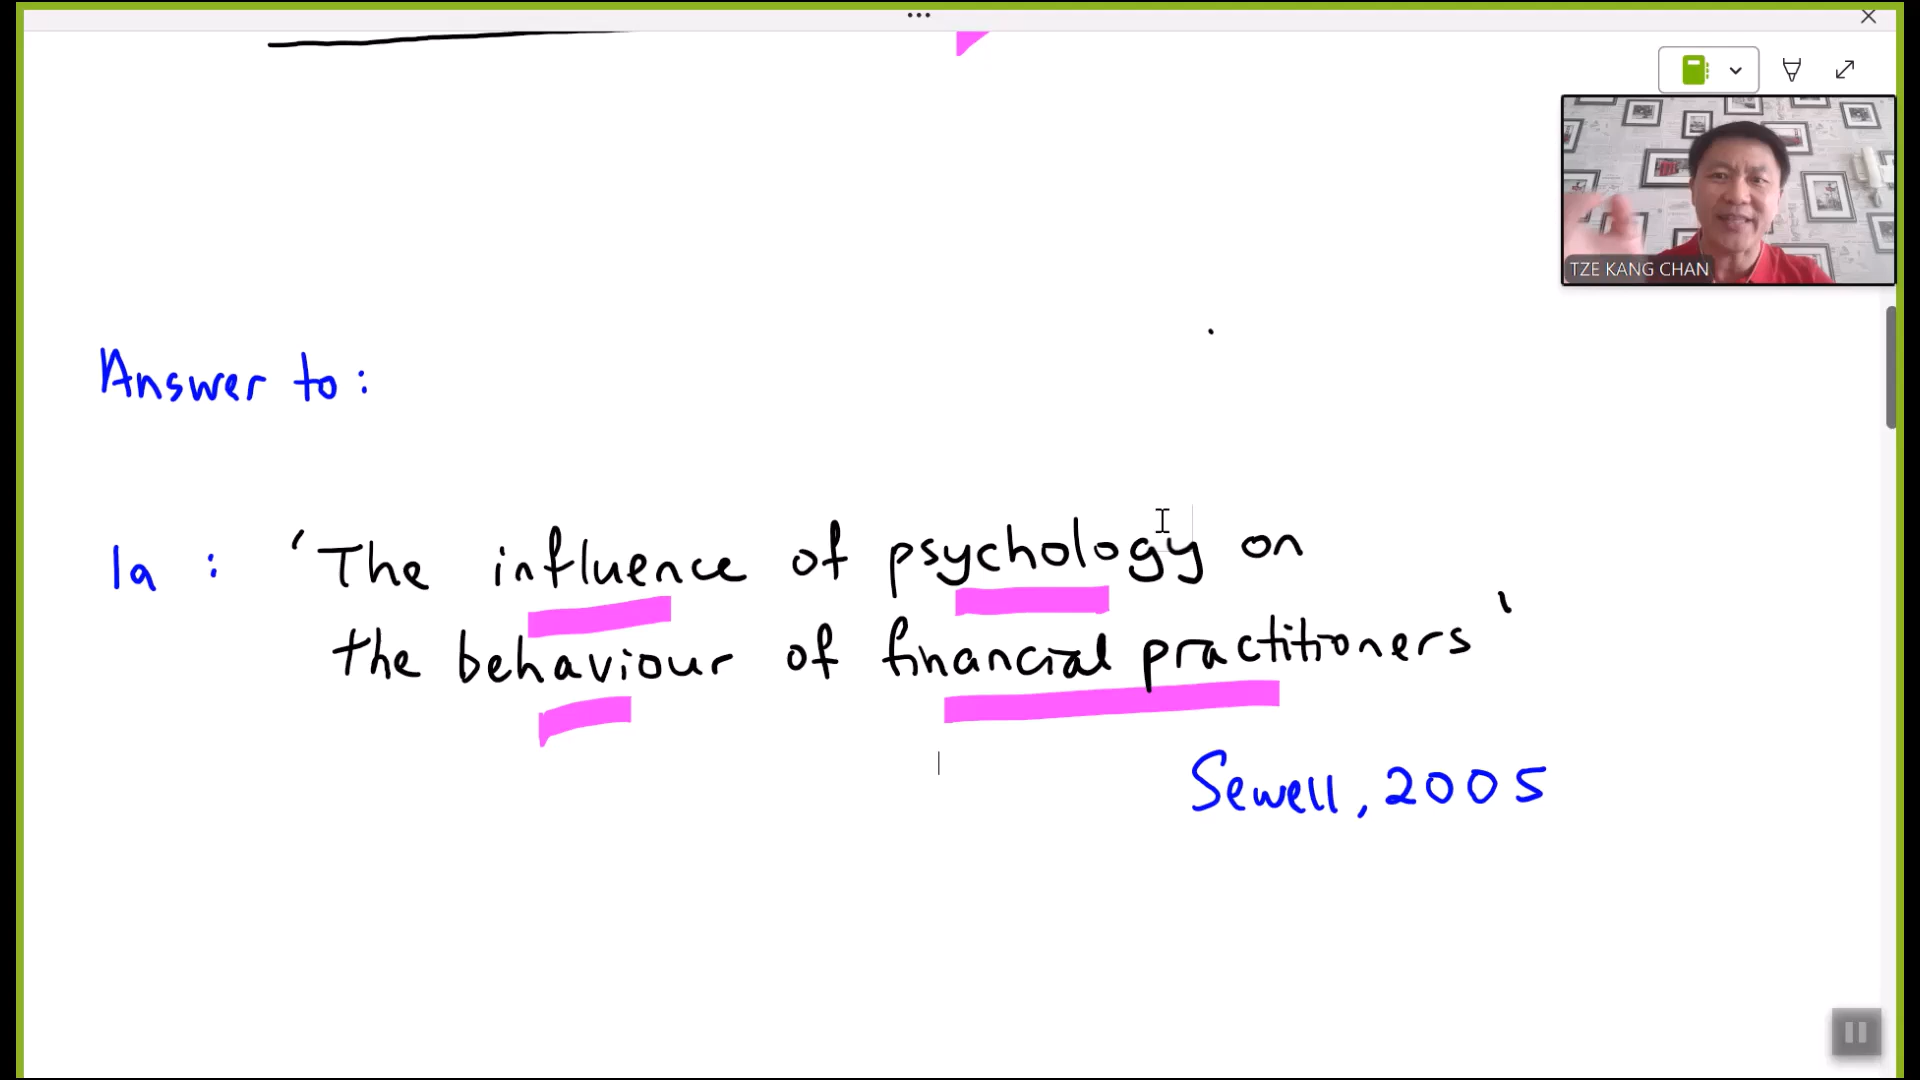 TZE KANG CHAN
Answer to :
1a : 'The influence of psychology on
the behaviour of financial practitioners'
Sewell, 2005